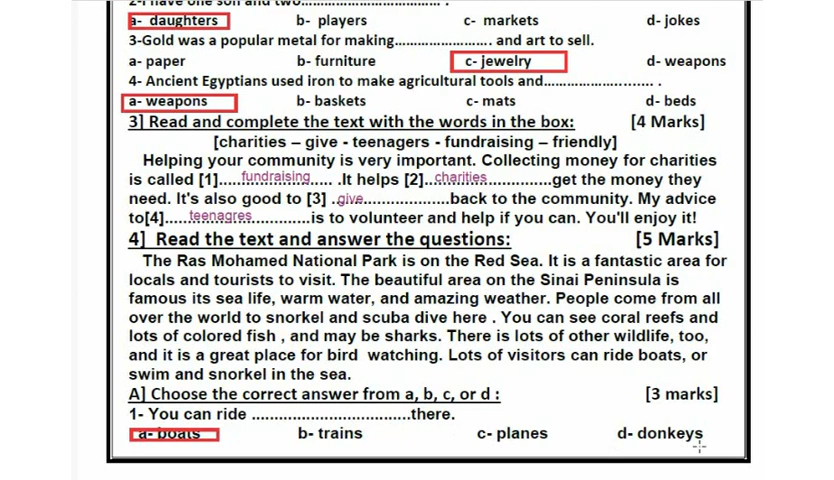 2-I have one son and two............................... .
a- daughters b- players c- markets d- jokes
3-Gold was a popular metal for making........................ and art to sell.
a- paper b- furniture c- jewelry d- weapons
4- Ancient Egyptians used iron to make agricultural tools and........................... .
a- weapons b- baskets c- mats d- beds
3] Read and complete the text with the words in the box: [4 Marks]
[charities – give - teenagers - fundraising – friendly]
Helping your community is very important. Collecting money for charities
is called [1]....fundraising.... .It helps [2]..charities...............get the money they
need. It's also good to [3] ..give...................back to the community. My advice
to[4].....teenagres............is to volunteer and help if you can. You'll enjoy it!
4] Read the text and answer the questions: [5 Marks]
The Ras Mohamed National Park is on the Red Sea. It is a fantastic area for
locals and tourists to visit. The beautiful area on the Sinai Peninsula is
famous its sea life, warm water, and amazing weather. People come from all
over the world to snorkel and scuba dive here . You can see coral reefs and
lots of colored fish , and may be sharks. There is lots of other wildlife, too,
and it is a great place for bird watching. Lots of visitors can ride boats, or
swim and snorkel in the sea.
A] Choose the correct answer from a, b, c, or d : [3 marks]
1- You can ride ...................................there.
a- boats b- trains c- planes d- donkeys